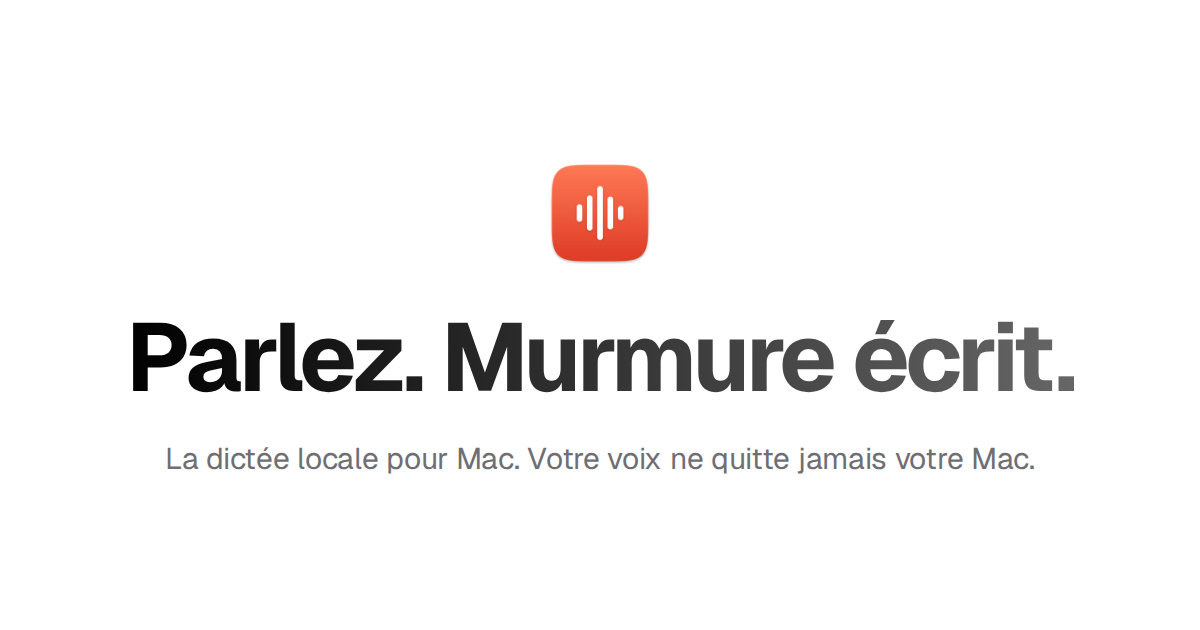 Parlez. Murmure écrit.
La dictée locale pour Mac. Votre voix ne quitte jamais votre Mac.